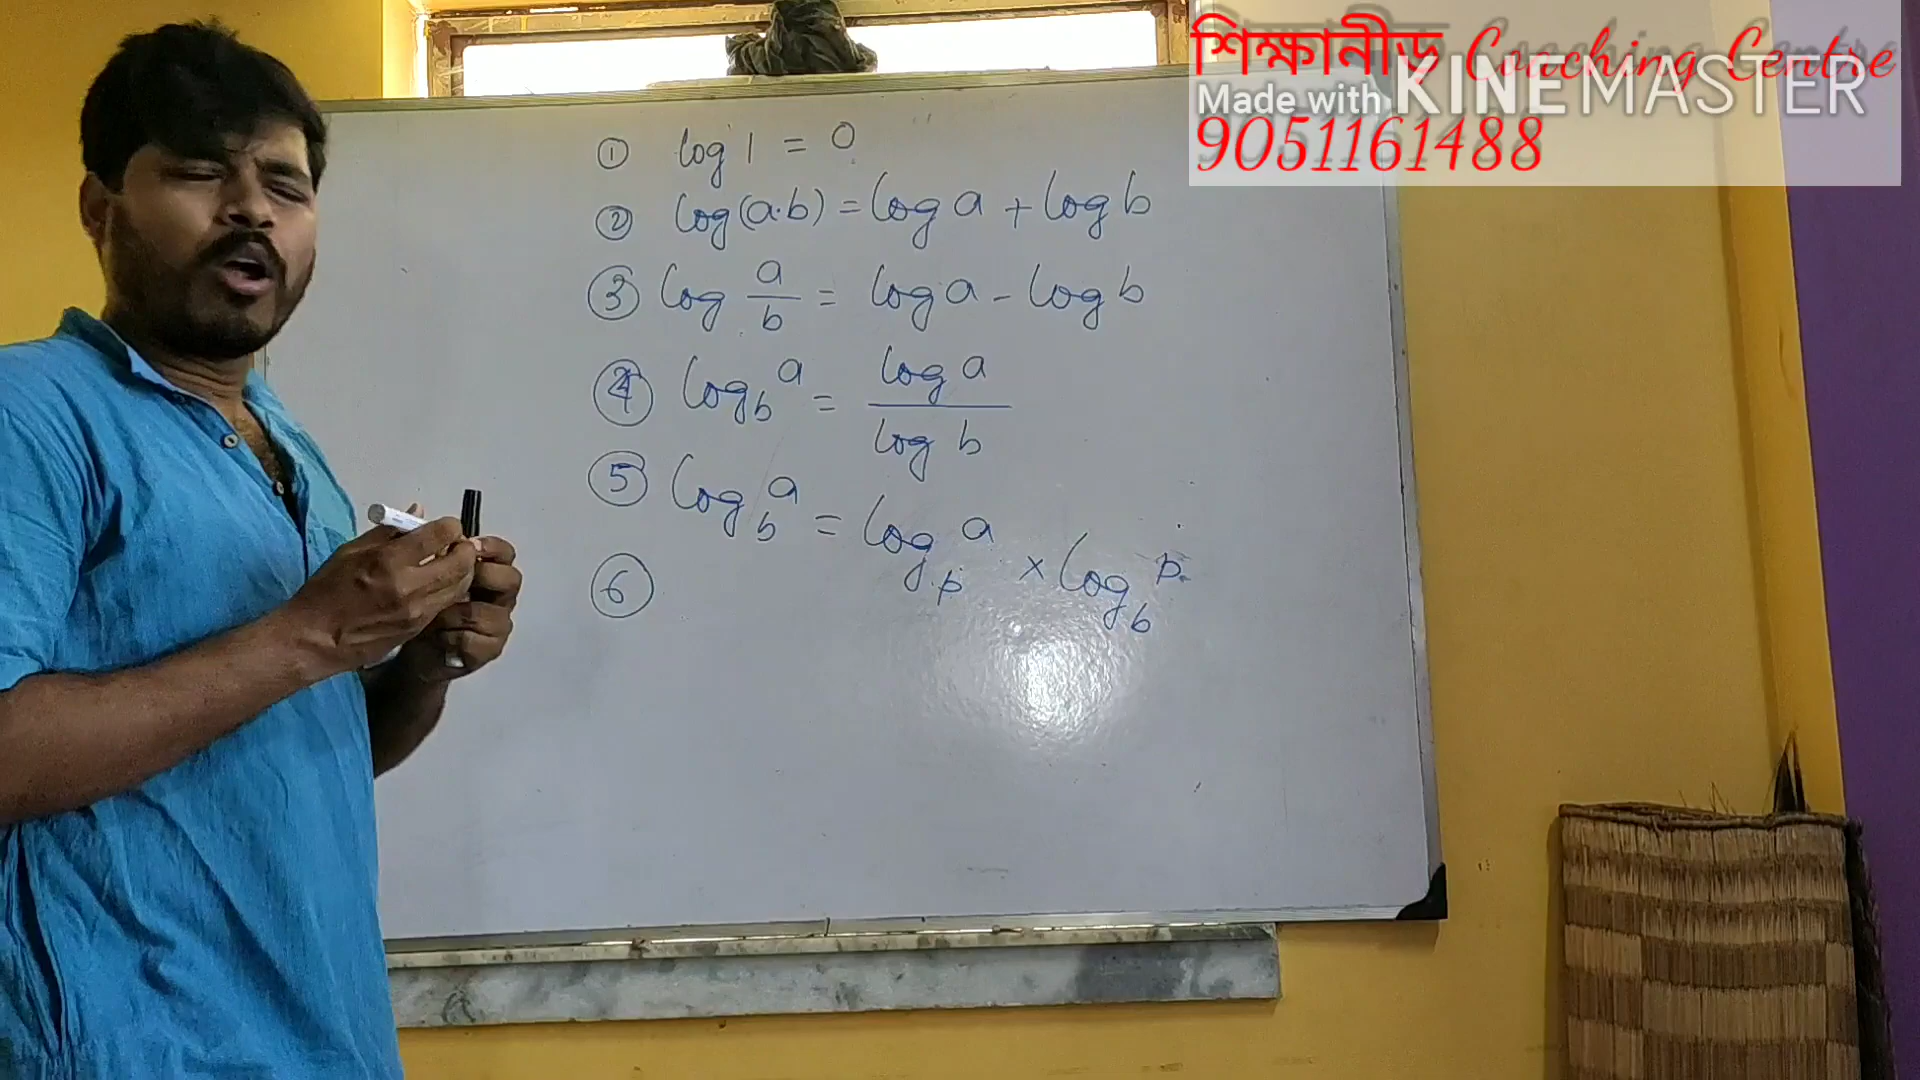 শিক্ষানীড় Coaching Centre
Made with KINEMASTER
9051161488
① log 1 = 0
② log(a·b) = log a + log b
③ log a/b = log a - log b
④ log_b a = log a / log b
⑤ log_b a = log_p a × log_b p
⑥